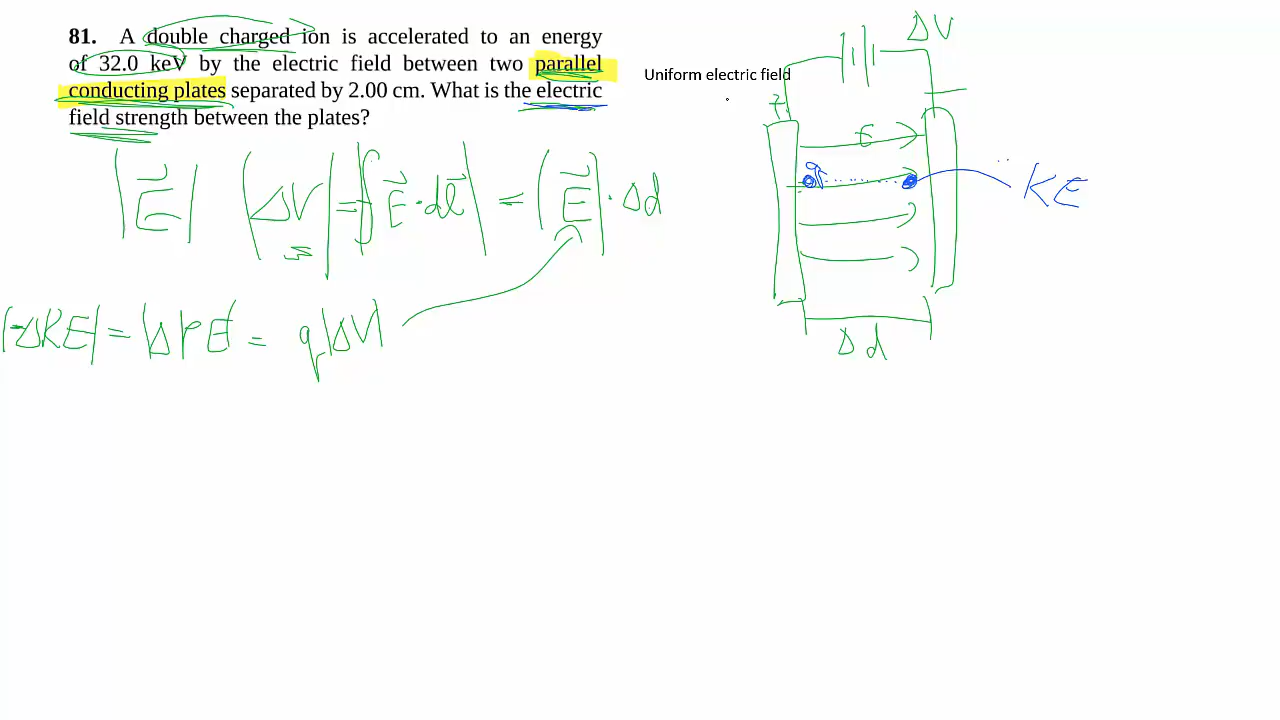 81. A double charged ion is accelerated to an energy
of 32.0 keV by the electric field between two parallel
conducting plates separated by 2.00 cm. What is the electric
field strength between the plates?
Uniform electric field
ΔV
+
E
q
KE
Δd
|E⃗| |ΔV| = |∫E⃗·dl⃗| = |E⃗|·Δd
|-ΔKE| = |ΔPE| = q|ΔV|